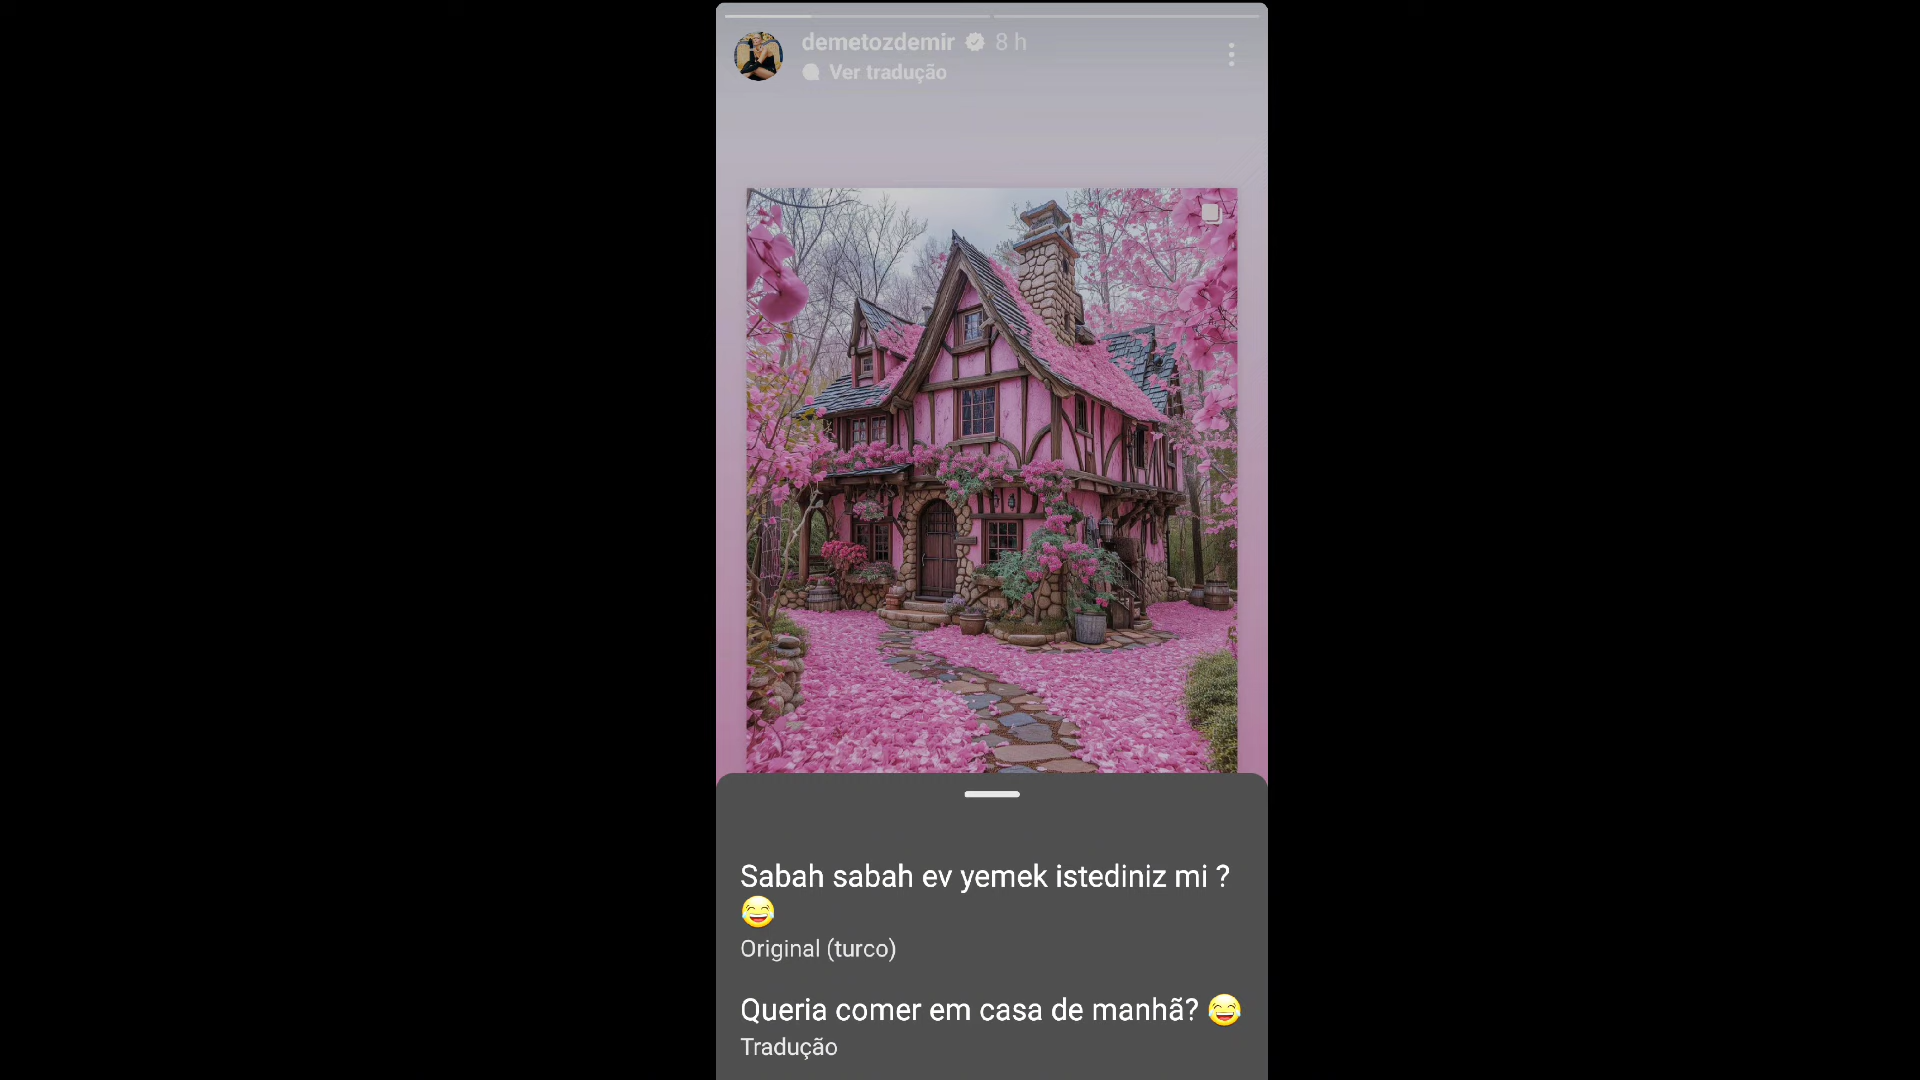 demetozdemir 8 h
Ver tradução
Sabah sabah ev yemek istediniz mi ?
😂
Original (turco)
Queria comer em casa de manhã? 😂
Tradução